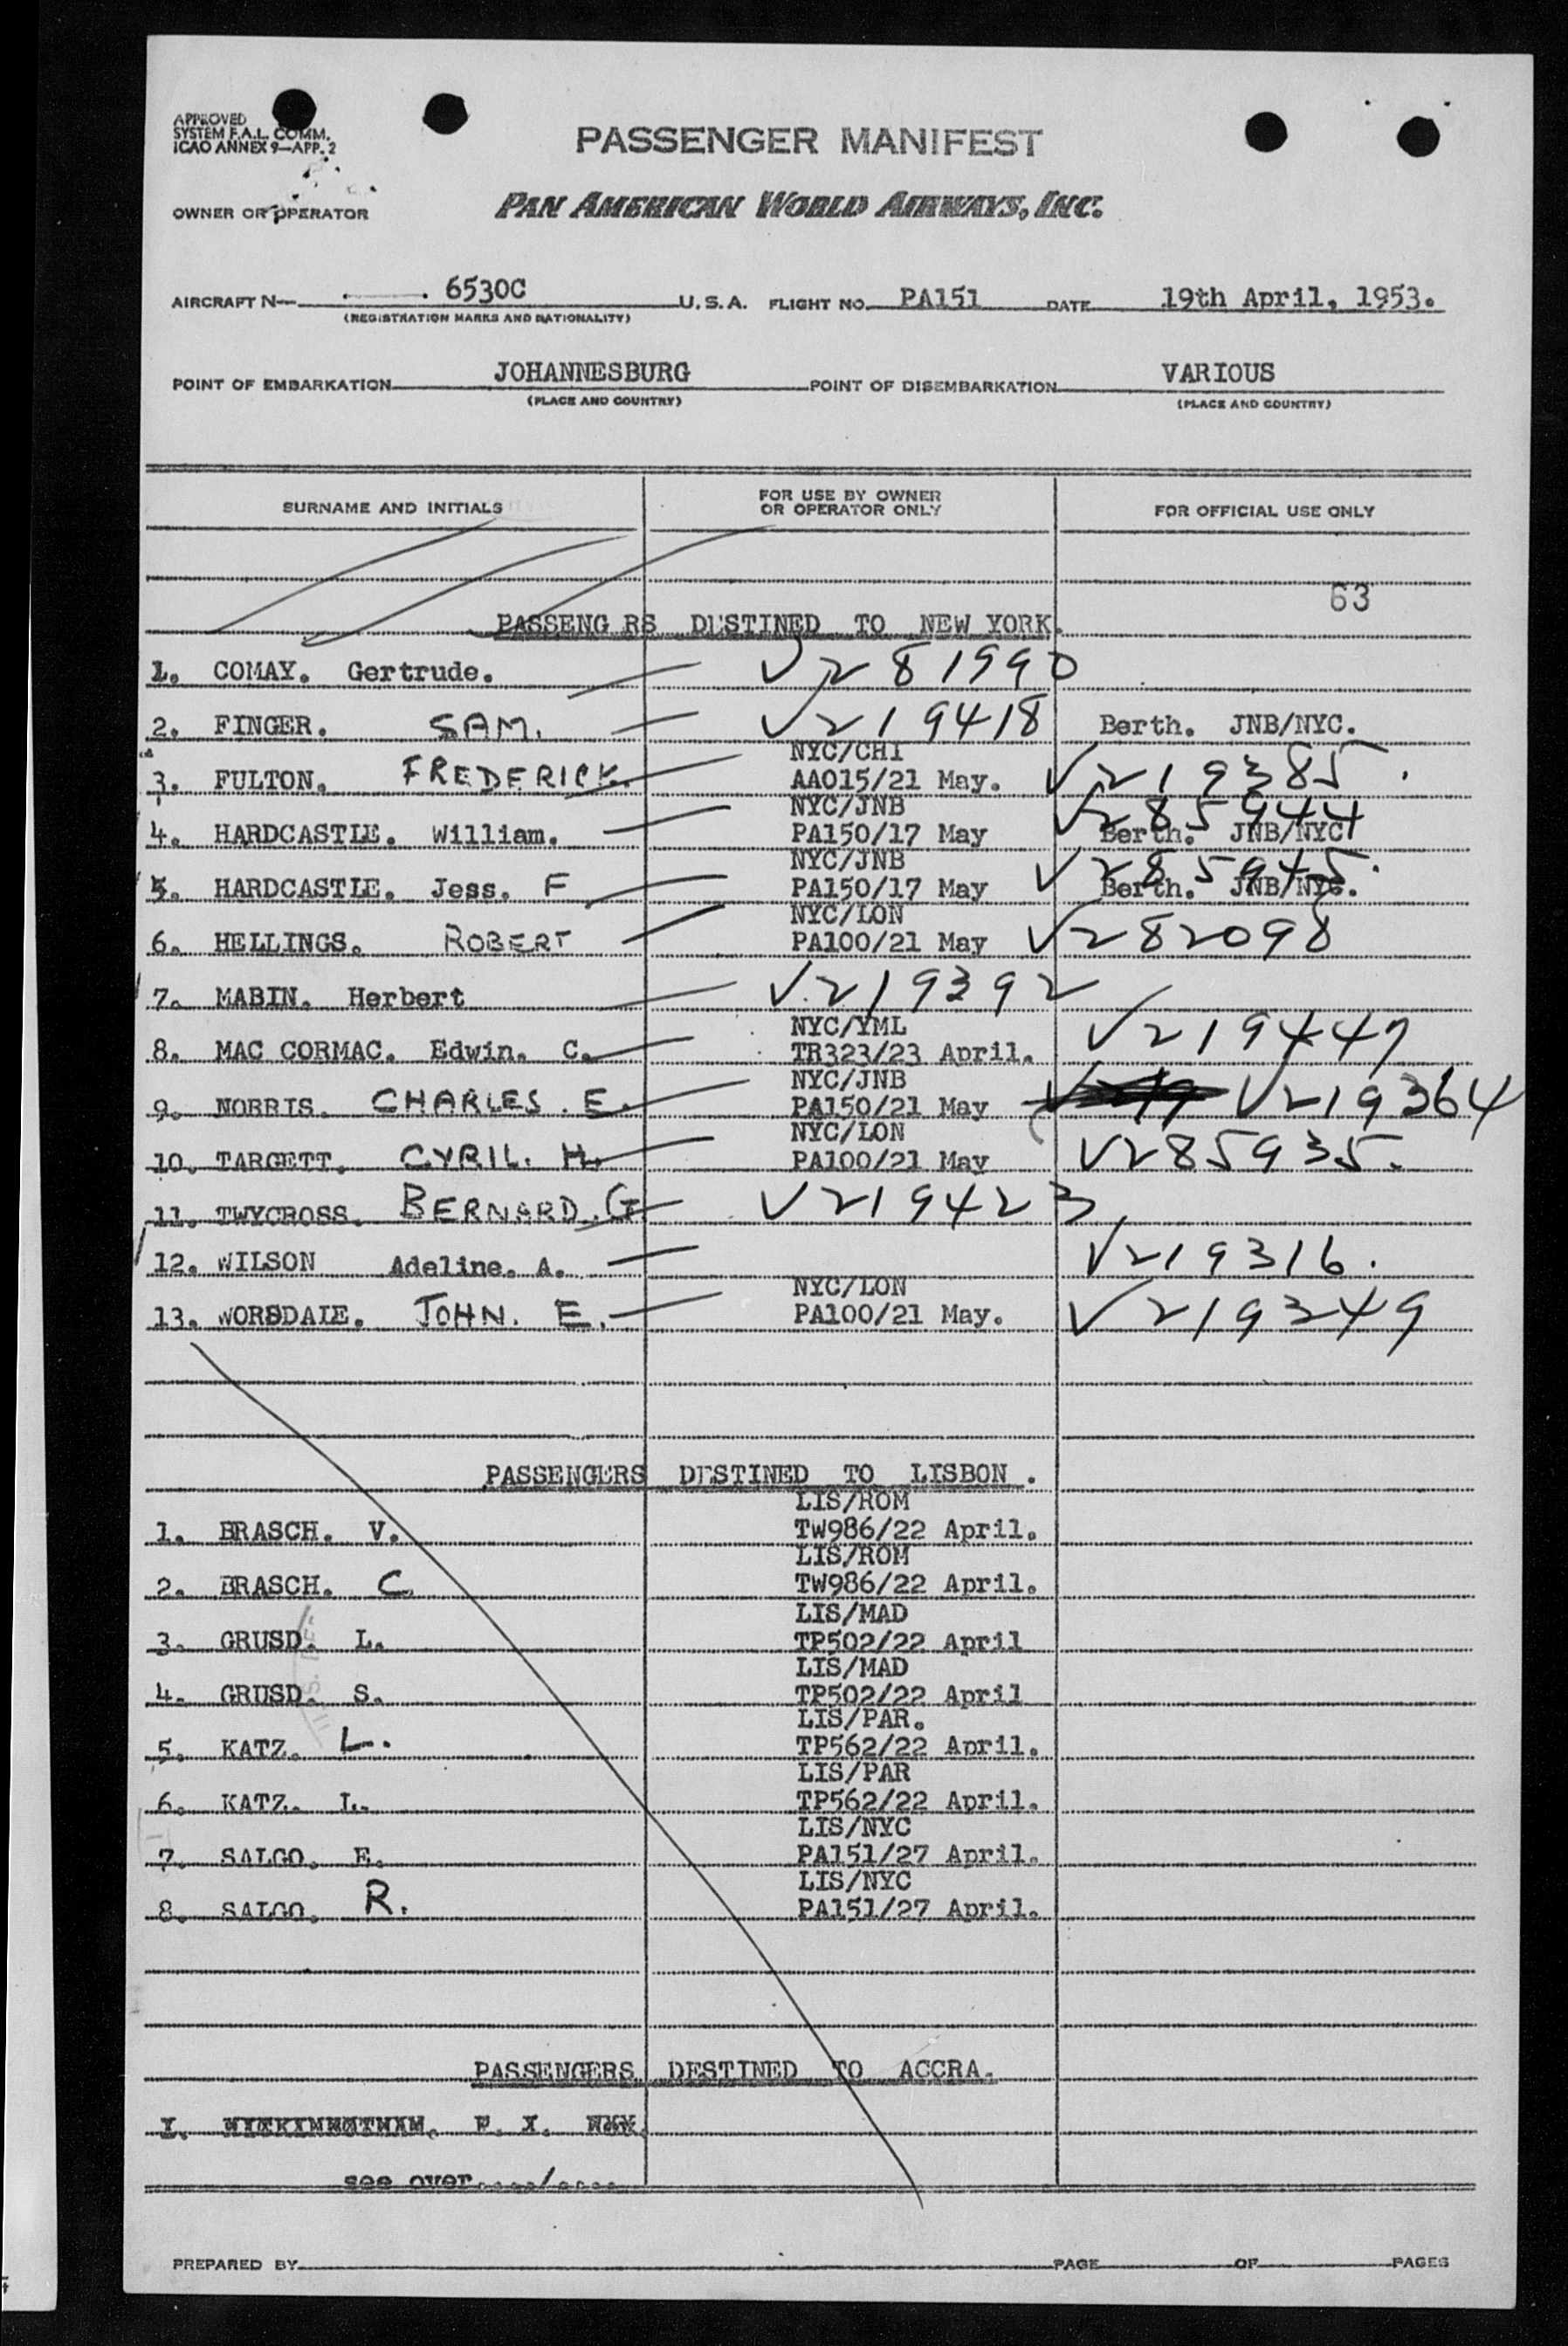 APPROVED
SYSTEM F.A.L. COMM.
ICAO ANNEX 9—APP. 2
PASSENGER MANIFEST
OWNER OR OPERATOR PAN AMERICAN WORLD AIRWAYS, INC.
AIRCRAFT N— 6530C U.S.A. FLIGHT NO. PA151 DATE 19th April, 1953.
(REGISTRATION MARKS AND NATIONALITY)
POINT OF EMBARKATION JOHANNESBURG POINT OF DISEMBARKATION VARIOUS
(PLACE AND COUNTRY) (PLACE AND COUNTRY)
SURNAME AND INITIALS FOR USE BY OWNER OR OPERATOR ONLY FOR OFFICIAL USE ONLY
63
PASSENG RS DESTINED TO NEW YORK.
1. COMAY. Gertrude. V281990
2. FINGER. SAM. V219418 Berth. JNB/NYC.
NYC/CHI
3. FULTON. FREDERICK. AA015/21 May. V219385.
NYC/JNB V285944
4. HARDCASTLE. William. PA150/17 May Berth. JNB/NYC
NYC/JNB V285945.
5. HARDCASTLE. Jess. F PA150/17 May Berth. JNB/NYC.
NYC/LON
6. HELLINGS. ROBERT PA100/21 May V282098
7. MABIN. Herbert V.219392
NYC/YML
8. MAC CORMAC. Edwin. C. TR323/23 April. V219447
NYC/JNB
9. NORRIS. CHARLES. E. PA150/21 May V219364
NYC/LON
10. TARGETT. CYRIL. H. PA100/21 May V285935.
11. TWYCROSS. BERNARD. G V219423
12. WILSON Adeline. A. V219316.
NYC/LON
13. WORSDALE. JOHN. E. PA100/21 May. V219349
PASSENGERS DESTINED TO LISBON.
LIS/ROM
1. BRASCH. V. TW986/22 April.
LIS/ROM
2. BRASCH. C TW986/22 April.
LIS/MAD
3. GRUSD. L. TP502/22 April
LIS/MAD
4. GRUSD. S. TP502/22 April
LIS/PAR.
5. KATZ. L. TP562/22 April.
LIS/PAR
6. KATZ. I. TP562/22 April.
LIS/NYC
7. SALGO. E. PA151/27 April.
LIS/NYC
8. SALGO. R. PA151/27 April.
PASSENGERS DESTINED TO ACCRA.
see over..../....
PREPARED BY PAGE OF PAGES